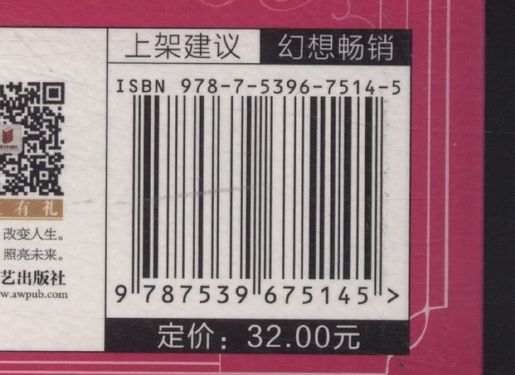 上架建议 幻想畅销
ISBN 978-7-5396-7514-5
9 787539 675145 >
定价：32.00元
有礼
改变人生。
照亮未来。
艺出版社
www.awpub.com